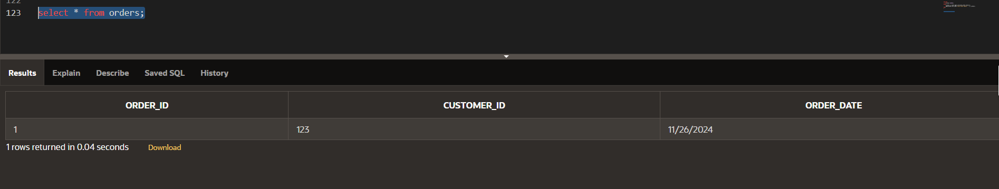 122
123 select * from orders;
Results Explain Describe Saved SQL History
ORDER_ID CUSTOMER_ID ORDER_DATE
1 123 11/26/2024
1 rows returned in 0.04 seconds Download